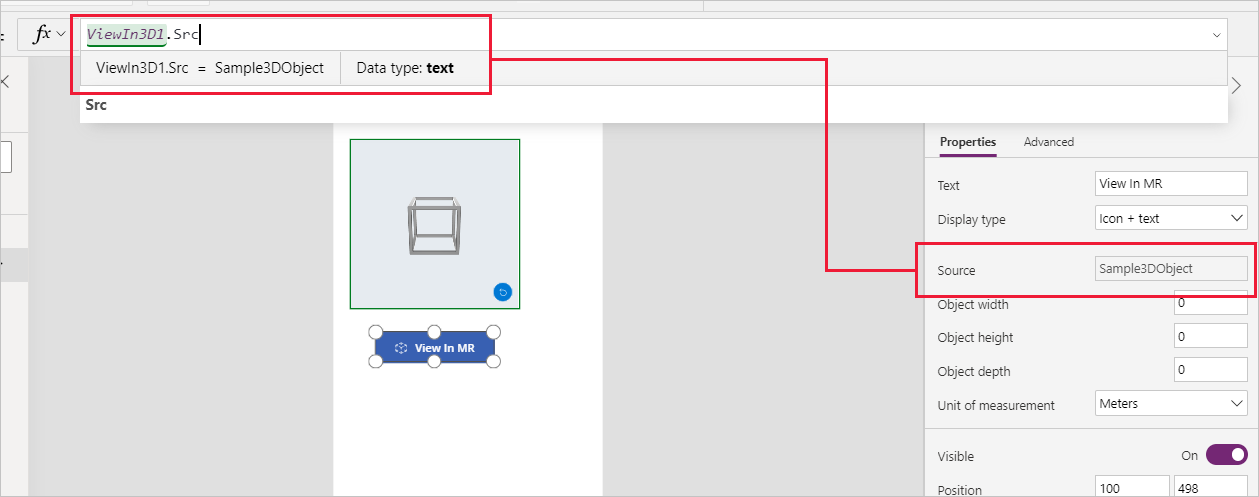 fx
ViewIn3D1.Src
ViewIn3D1.Src = Sample3DObject
Data type: text
Src
Properties
Advanced
Text
View In MR
Display type
Icon + text
Source
Sample3DObject
Object width
0
Object height
0
Object depth
0
Unit of measurement
Meters
Visible
On
Position
100
498
View In MR